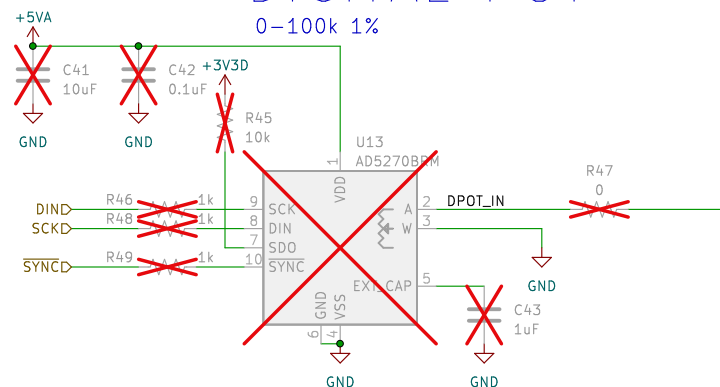 0-100k 1%
+5VA
C41
10uF
GND
C42
0.1uF
GND
+3V3D
R45
10k
U13
AD5270BRM
1
VDD
DIN
R46
1k
9
SCK
SCK
R48
1k
8
DIN
7
SDO
SYNC
R49
1k
10
SYNC
A
2
DPOT_IN
R47
0
W
3
GND
EXT_CAP
5
C43
1uF
GND
GND
6
VSS
4
GND